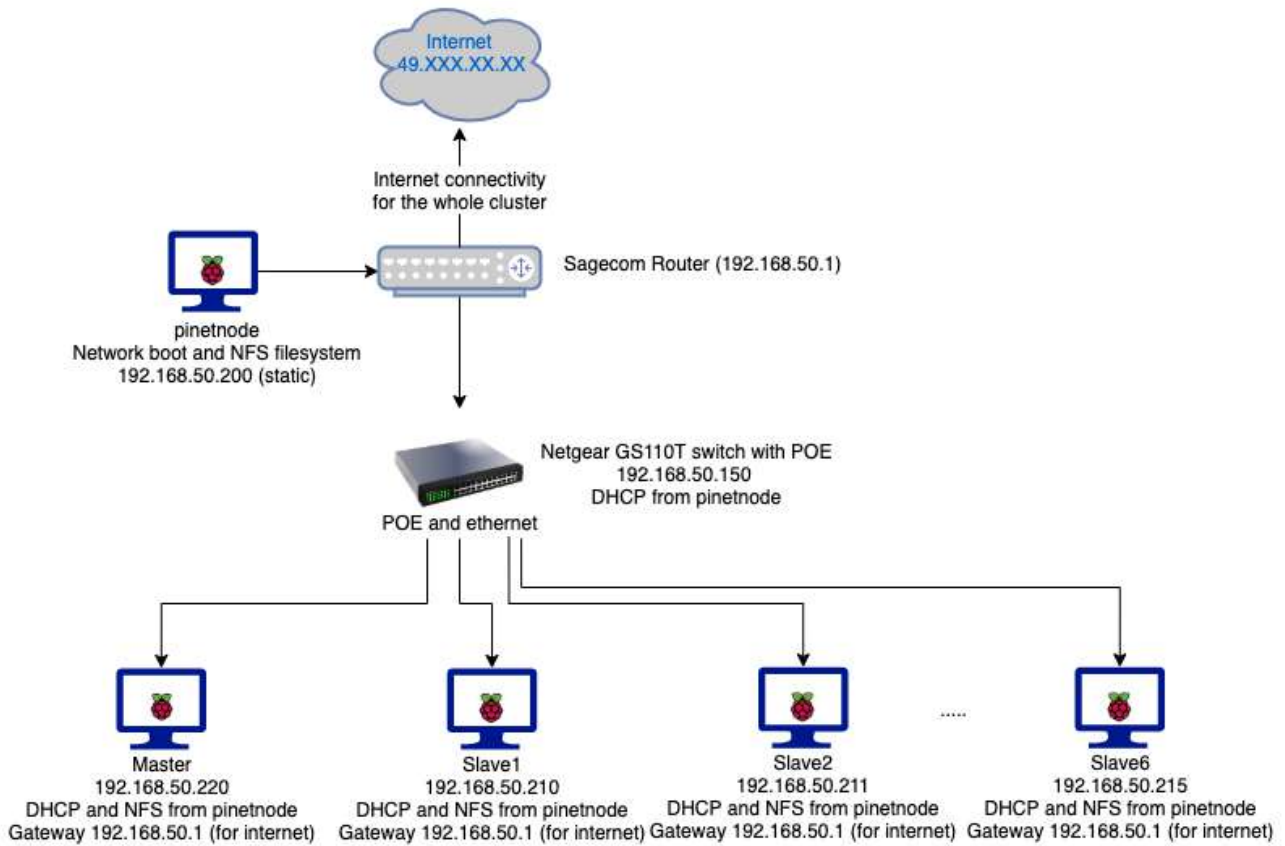 Internet
49.XXX.XX.XX
Internet connectivity
for the whole cluster
Sagecom Router (192.168.50.1)
pinetnode
Network boot and NFS filesystem
192.168.50.200 (static)
Netgear GS110T switch with POE
192.168.50.150
DHCP from pinetnode
POE and ethernet
Master
192.168.50.220
DHCP and NFS from pinetnode
Gateway 192.168.50.1 (for internet)
Slave1
192.168.50.210
DHCP and NFS from pinetnode
Gateway 192.168.50.1 (for internet)
Slave2
192.168.50.211
DHCP and NFS from pinetnode
Gateway 192.168.50.1 (for internet)
.....
Slave6
192.168.50.215
DHCP and NFS from pinetnode
Gateway 192.168.50.1 (for internet)